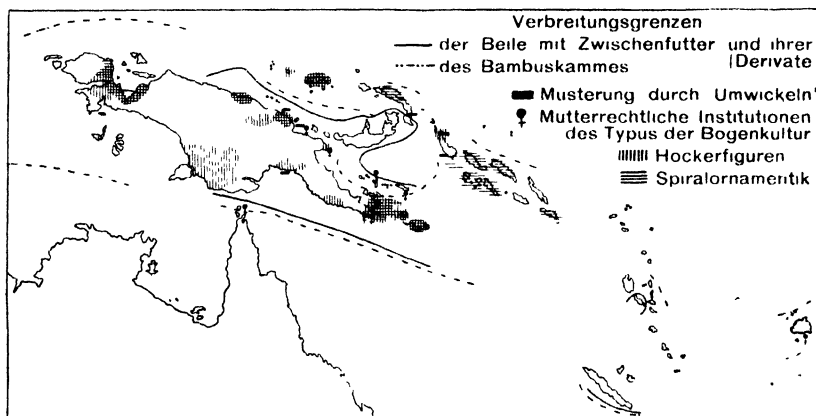 Verbreitungsgrenzen
der Beile mit Zwischenfutter und ihrer
(Derivate
des Bambuskammes
Musterung durch Umwickeln
Mutterrechtliche Institutionen
des Typus der Bogenkultur
Hockerfiguren
Spiralornamentik